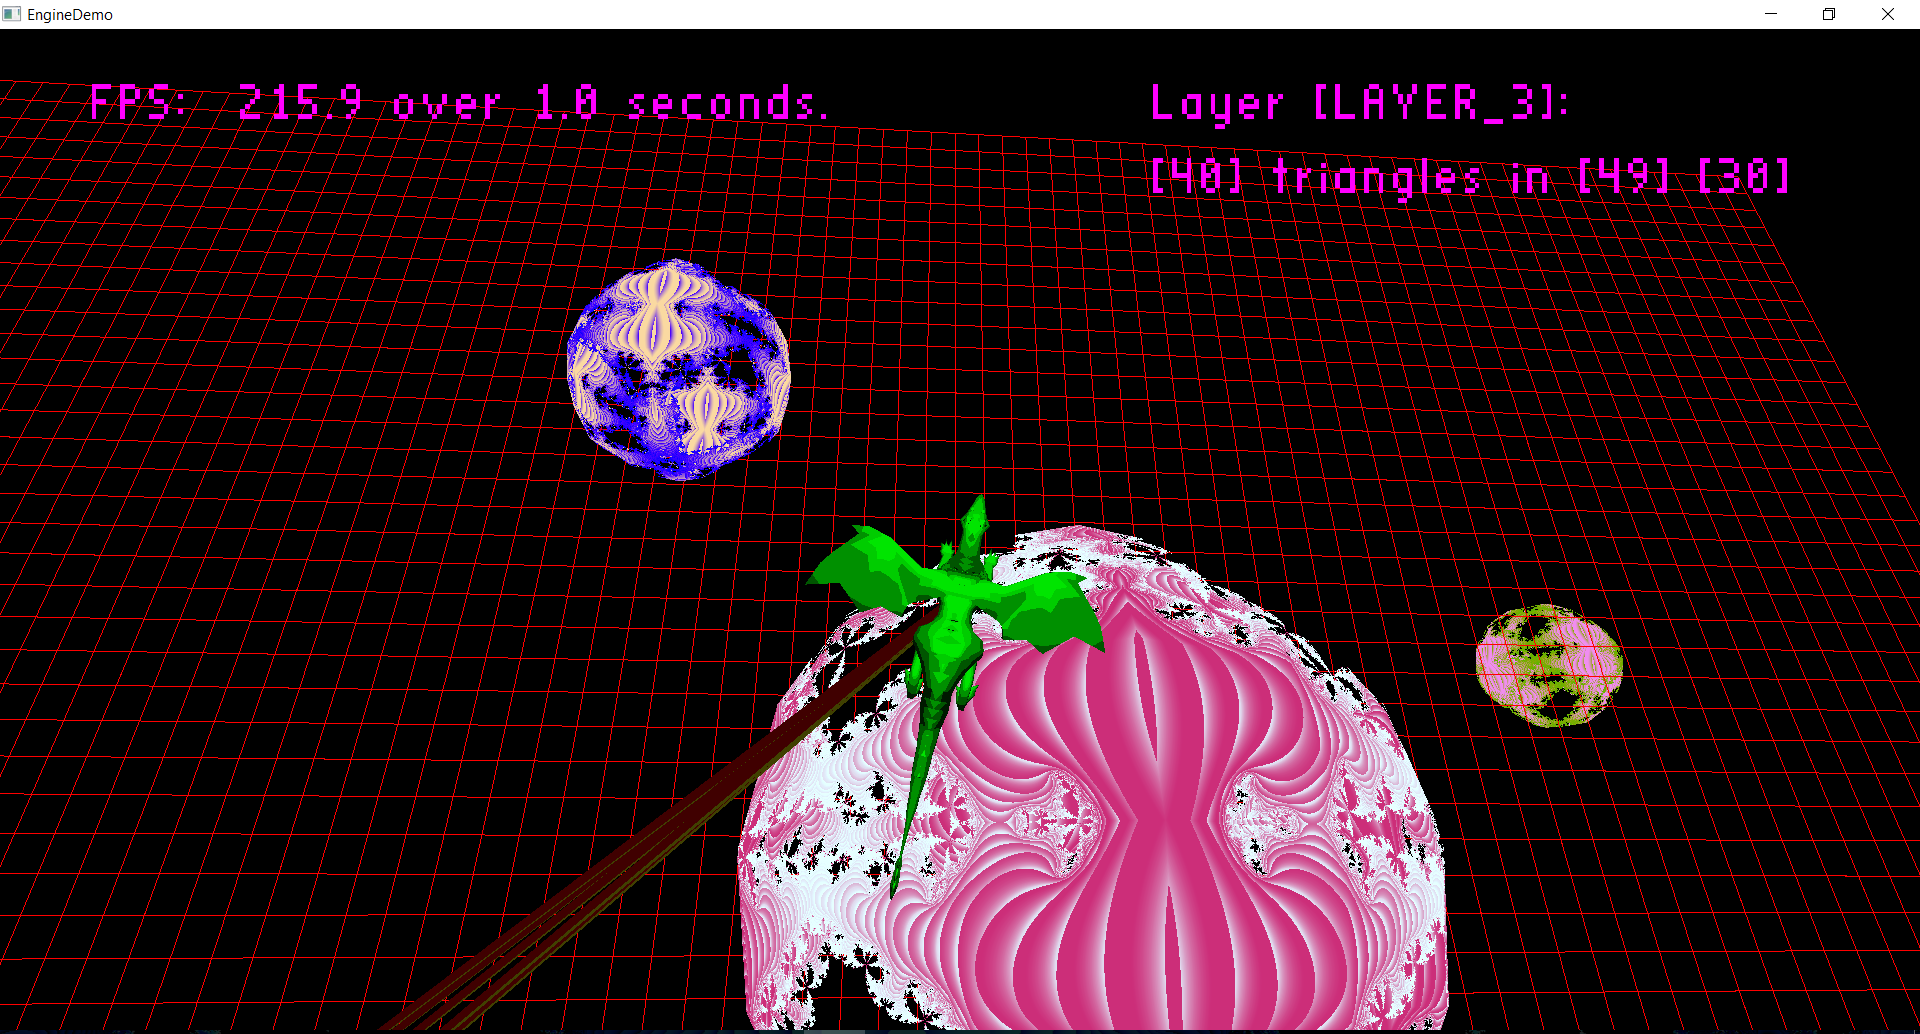 EngineDemo
FPS: 215.9 over 1.0 seconds.
Layer [LAYER_3]:
[40] triangles in [49] [30]